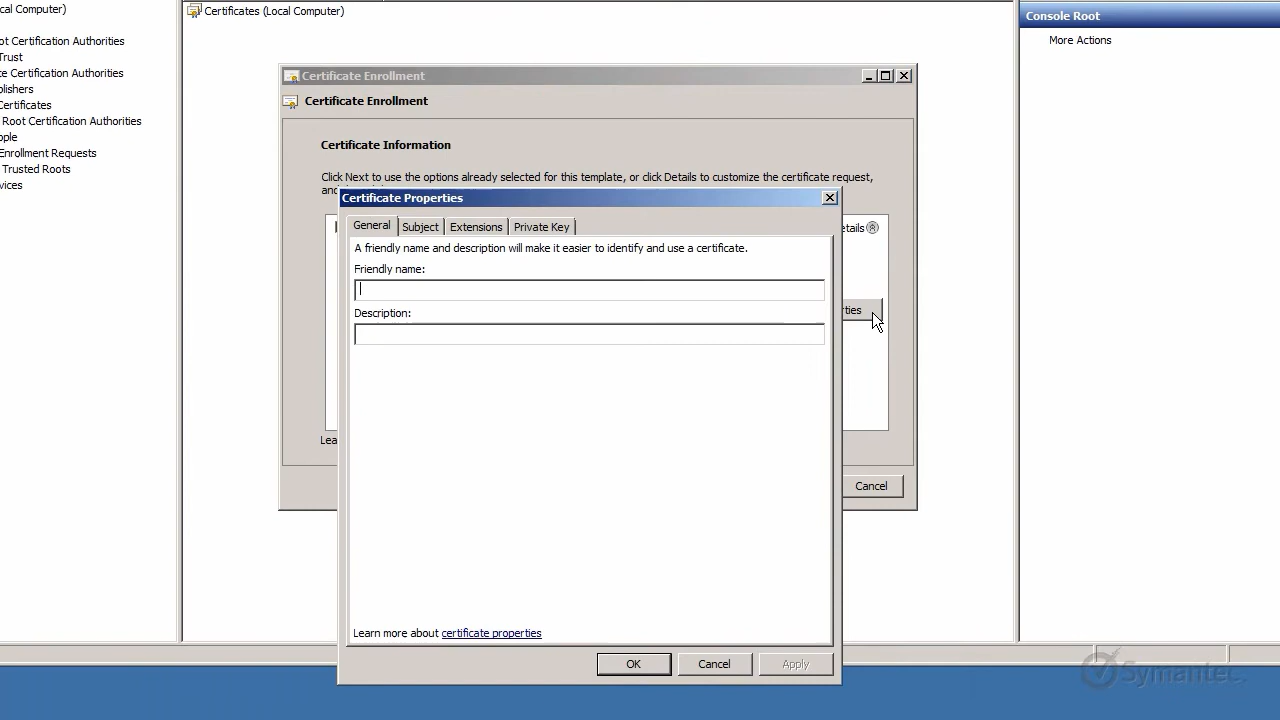 cal Computer)
ot Certification Authorities
Trust
e Certification Authorities
blishers
Certificates
Root Certification Authorities
ople
Enrollment Requests
Trusted Roots
vices
Certificates (Local Computer)
Console Root
More Actions
Certificate Enrollment
Certificate Enrollment
Certificate Information
Click Next to use the options already selected for this template, or click Details to customize the certificate request,
and
Certificate Properties
General Subject Extensions Private Key
etails
A friendly name and description will make it easier to identify and use a certificate.
Friendly name:
rties
Description:
Lea
Cancel
Learn more about certificate properties
OK Cancel Apply
Symantec.